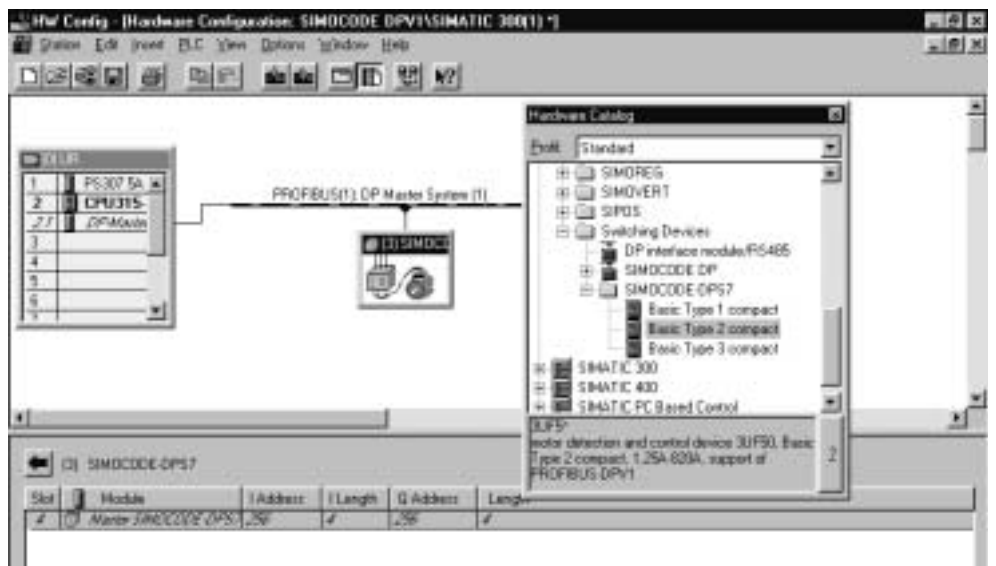 HW Config - [Hardware Configuration: SIMOCODE DPV1\SIMATIC 300(1) *]
Station Edit Insert PLC View Options Window Help
Hardware Catalog
Profil: Standard
SIMOREG
SIMOVERT
SIPOS
Switching Devices
DP interface module/RS485
SIMOCODE DP
SIMOCODE-DPS7
Basic Type 1 compact
Basic Type 2 compact
Basic Type 3 compact
SIMATIC 300
SIMATIC 400
SIMATIC PC Based Control
3UF5*
motor detection and control device 3UF50, Basic
Type 2 compact, 1.25A-820A, support of
PROFIBUS-DPV1
UR
1 PS307 5A
2 CPU315-
DP-Master
3
4
5
6
PROFIBUS(1): DP Master System (1)
(3) SIMOCO
(3) SIMOCODE-DPS7
Slot Module I Address I Length Q Address Length
4 Master SIMOCODE-DPS7 256 4 256 4